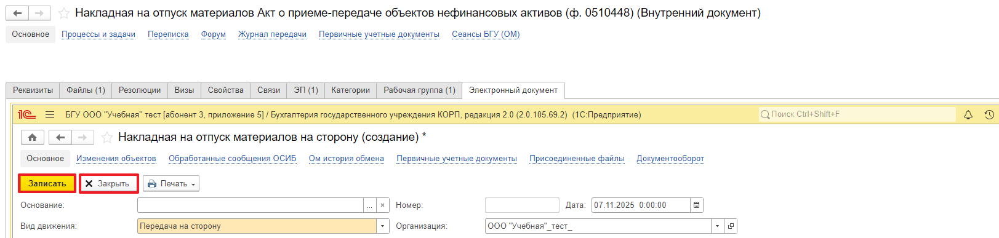 Накладная на отпуск материалов Акт о приеме-передаче объектов нефинансовых активов (ф. 0510448) (Внутренний документ)
Основное Процессы и задачи Переписка Форум Журнал передачи Первичные учетные документы Сеансы БГУ (ОМ)
Реквизиты Файлы (1) Резолюции Визы Свойства Связи ЭП (1) Категории Рабочая группа (1) Электронный документ
1С БГУ ООО "Учебная" тест [абонент 3, приложение 5] / Бухгалтерия государственного учреждения КОРП, редакция 2.0 (2.0.105.69.2) (1С:Предприятие) Поиск Ctrl+Shift+F
Накладная на отпуск материалов на сторону (создание) *
Основное Изменения объектов Обработанные сообщения ОСИБ Ом история обмена Первичные учетные документы Присоединенные файлы Документооборот
Записать Закрыть Печать
Основание: ... × Номер: Дата: 07.11.2025 0:00:00
Вид движения: Передача на сторону Организация: ООО "Учебная"_тест_